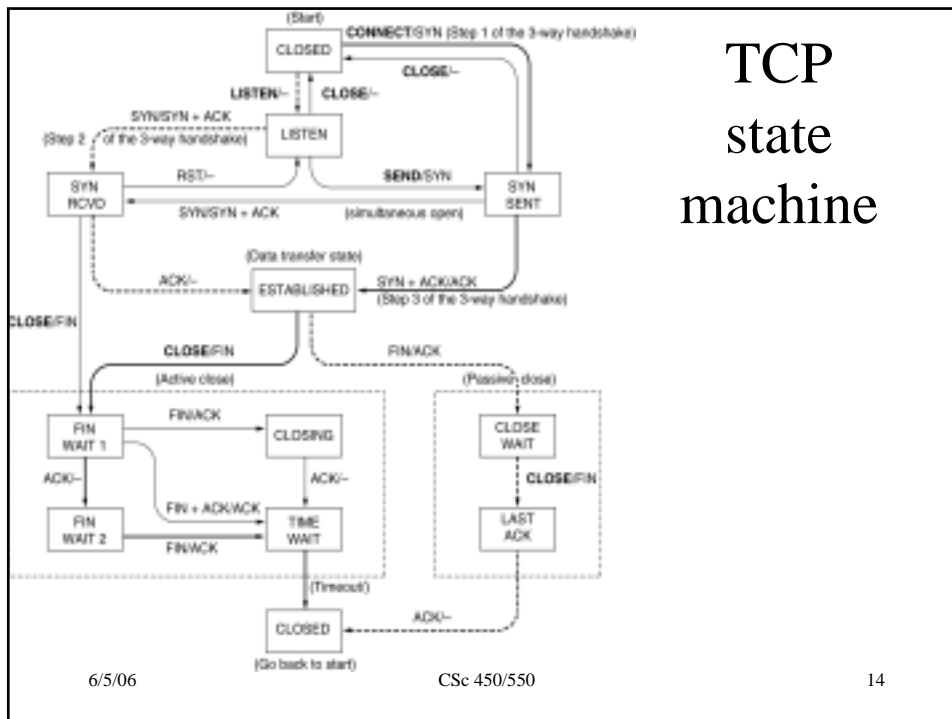 (Start)
CONNECT/SYN (Step 1 of the 3-way handshake)
CLOSED
CLOSE/–
LISTEN/–
CLOSE/–
SYN/SYN + ACK
(Step 2 of the 3-way handshake)
LISTEN
RST/–
SEND/SYN
SYN
RCVD
SYN
SENT
SYN/SYN + ACK
(simultaneous open)
(Data transfer state)
ACK/–
ESTABLISHED
SYN + ACK/ACK
(Step 3 of the 3-way handshake)
CLOSE/FIN
CLOSE/FIN
FIN/ACK
(Active close)
(Passive close)
FIN
WAIT 1
FIN/ACK
CLOSING
CLOSE
WAIT
ACK/–
ACK/–
CLOSE/FIN
FIN + ACK/ACK
FIN
WAIT 2
FIN/ACK
TIME
WAIT
LAST
ACK
(Timeout/)
CLOSED
ACK/–
(Go back to start)
TCP
state
machine
6/5/06
CSc 450/550
14